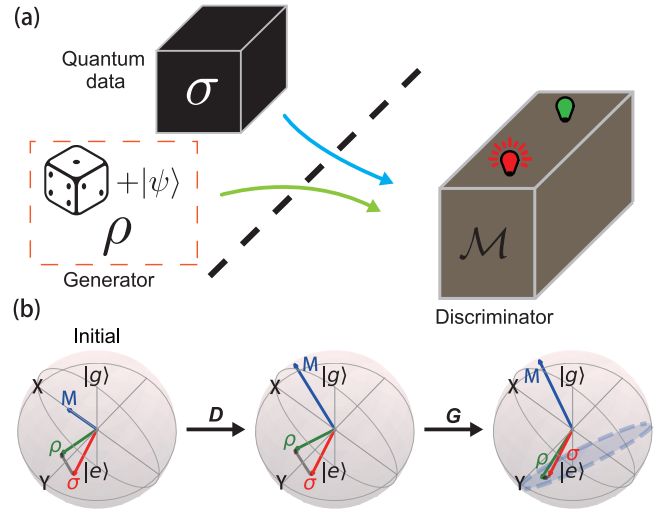 (a)
Quantum
data
σ
+|ψ⟩
ρ
Generator
ℳ
Discriminator
(b)
Initial
X |g⟩
M
ρ
Y σ |e⟩
D
X M |g⟩
ρ
Y σ |e⟩
G
X M |g⟩
ρ σ
Y |e⟩